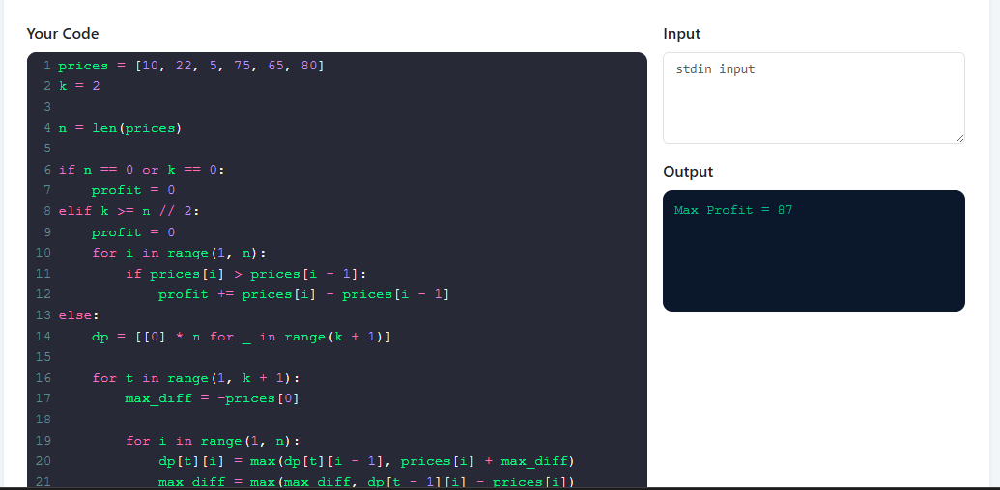 Your Code
1 prices = [10, 22, 5, 75, 65, 80]
2 k = 2
3
4 n = len(prices)
5
6 if n == 0 or k == 0:
7     profit = 0
8 elif k >= n // 2:
9     profit = 0
10     for i in range(1, n):
11         if prices[i] > prices[i - 1]:
12             profit += prices[i] - prices[i - 1]
13 else:
14     dp = [[0] * n for _ in range(k + 1)]
15
16     for t in range(1, k + 1):
17         max_diff = -prices[0]
18
19         for i in range(1, n):
20             dp[t][i] = max(dp[t][i - 1], prices[i] + max_diff)
21             max_diff = max(max_diff, dp[t - 1][i] - prices[i])
Input
stdin input
Output
Max Profit = 87